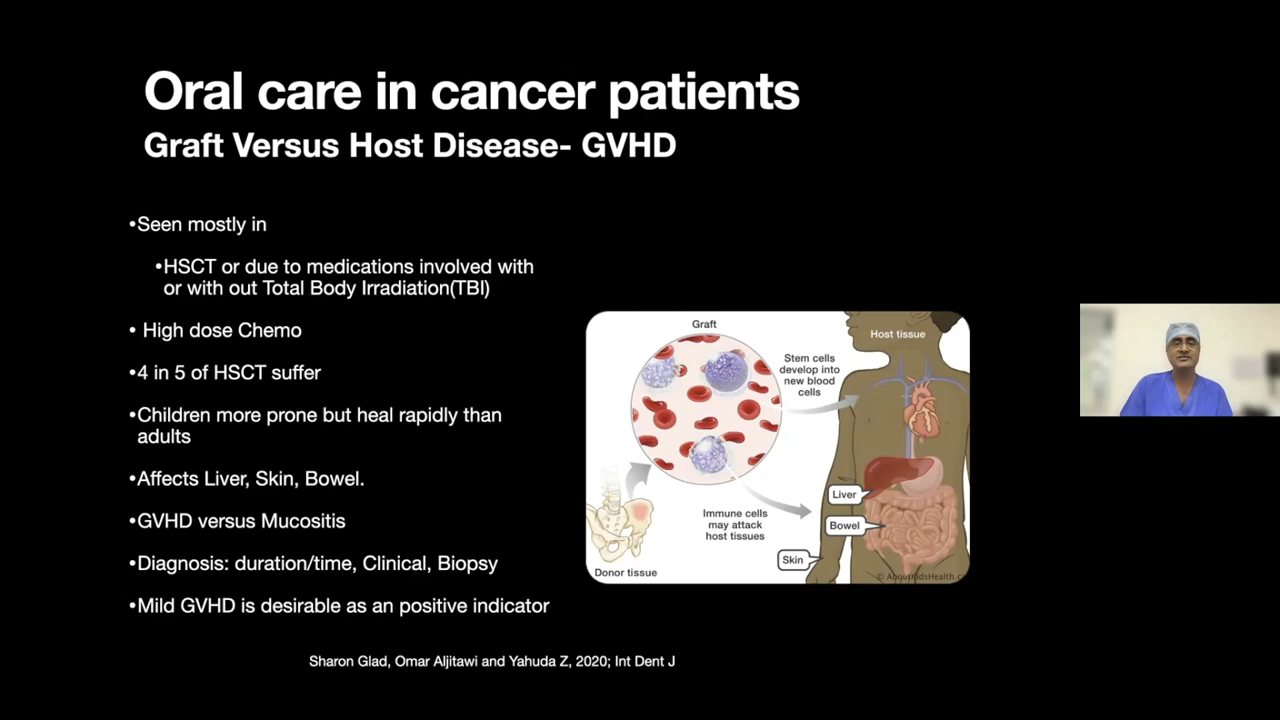 Oral care in cancer patients
Graft Versus Host Disease- GVHD
•Seen mostly in
•HSCT or due to medications involved with
or with out Total Body Irradiation(TBI)
• High dose Chemo
•4 in 5 of HSCT suffer
•Children more prone but heal rapidly than
adults
•Affects Liver, Skin, Bowel.
•GVHD versus Mucositis
•Diagnosis: duration/time, Clinical, Biopsy
•Mild GVHD is desirable as an positive indicator
Graft
Host tissue
Stem cells
develop into
new blood
cells
Liver
Immune cells
may attack
host tissues
Bowel
Skin
Donor tissue
© AboutKidsHealth.c
Sharon Glad, Omar Aljitawi and Yahuda Z, 2020; Int Dent J